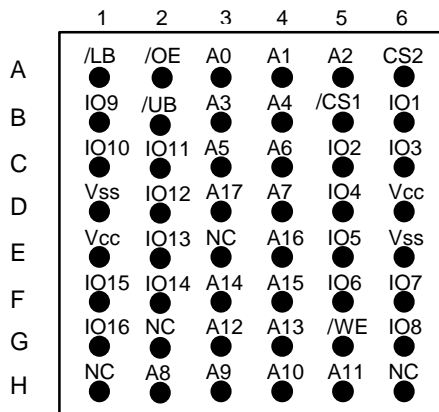 1 2 3 4 5 6
A /LB /OE A0 A1 A2 CS2
B IO9 /UB A3 A4 /CS1 IO1
C IO10 IO11 A5 A6 IO2 IO3
D Vss IO12 A17 A7 IO4 Vcc
E Vcc IO13 NC A16 IO5 Vss
F IO15 IO14 A14 A15 IO6 IO7
G IO16 NC A12 A13 /WE IO8
H NC A8 A9 A10 A11 NC